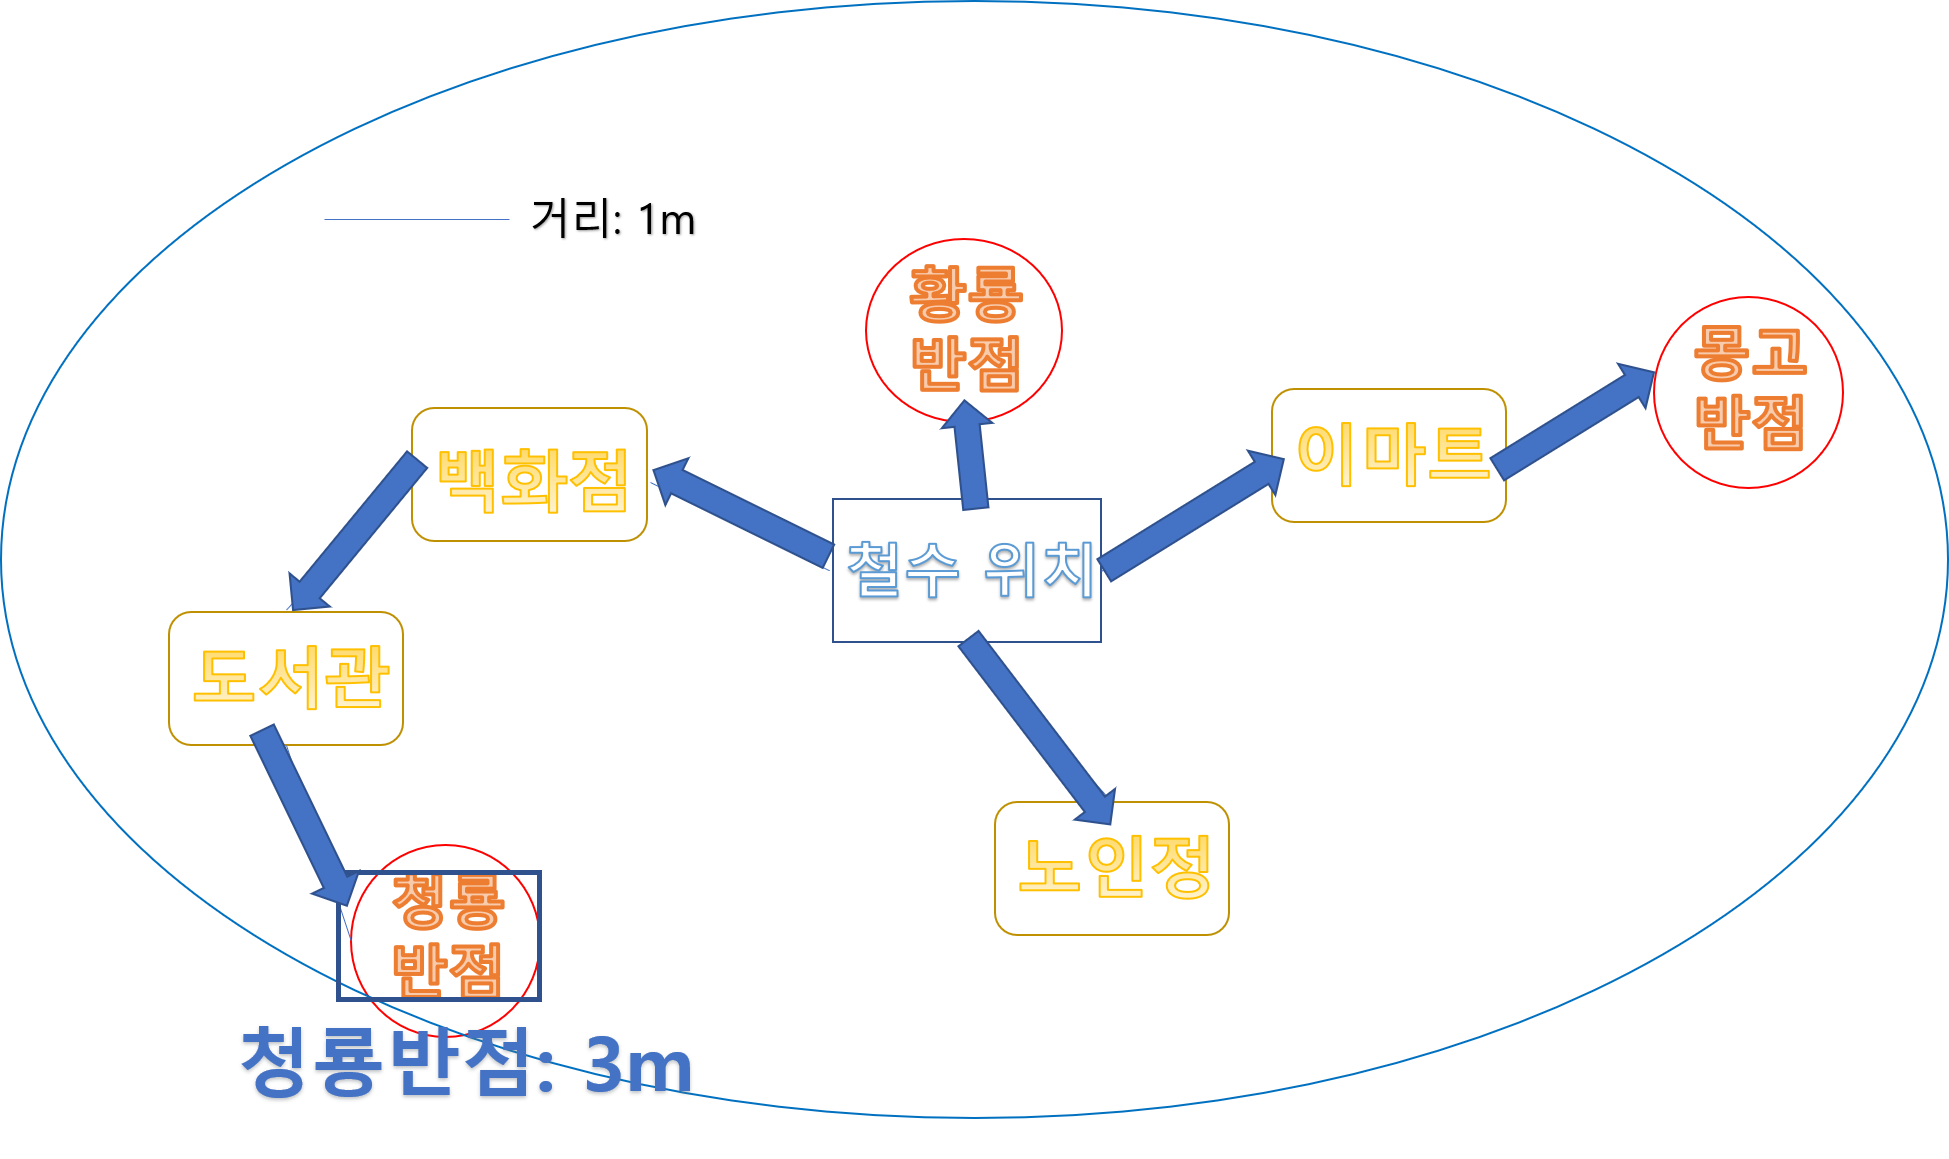 거리: 1m
황룡
반점
몽고
반점
이마트
백화점
철수 위치
도서관
노인정
청룡
반점
청룡반점: 3m